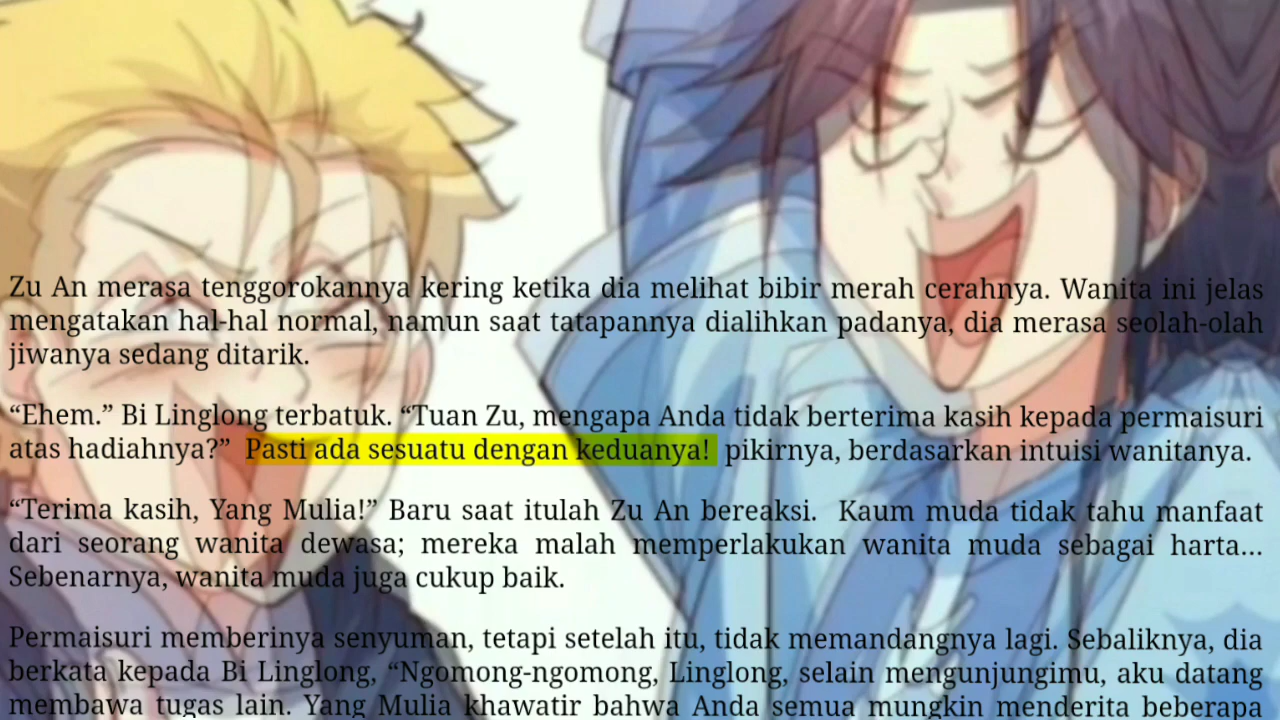 Zu An merasa tenggorokannya kering ketika dia melihat bibir merah cerahnya. Wanita ini jelas
mengatakan hal-hal normal, namun saat tatapannya dialihkan padanya, dia merasa seolah-olah
jiwanya sedang ditarik.
“Ehem.” Bi Linglong terbatuk. “Tuan Zu, mengapa Anda tidak berterima kasih kepada permaisuri
atas hadiahnya?” Pasti ada sesuatu dengan keduanya! pikirnya, berdasarkan intuisi wanitanya.
“Terima kasih, Yang Mulia!” Baru saat itulah Zu An bereaksi. Kaum muda tidak tahu manfaat
dari seorang wanita dewasa; mereka malah memperlakukan wanita muda sebagai harta...
Sebenarnya, wanita muda juga cukup baik.
Permaisuri memberinya senyuman, tetapi setelah itu, tidak memandangnya lagi. Sebaliknya, dia
berkata kepada Bi Linglong, “Ngomong-ngomong, Linglong, selain mengunjungimu, aku datang
membawa tugas lain. Yang Mulia khawatir bahwa Anda semua mungkin menderita beberapa